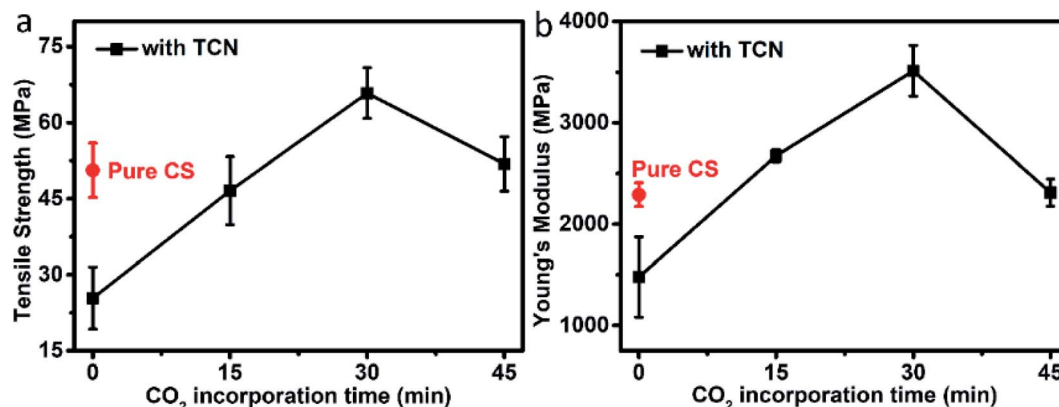 a
Tensile Strength (MPa)
75
60
45
30
15
with TCN
Pure CS
0 15 30 45
CO₂ incorporation time (min)
b
Young's Modulus (MPa)
4000
3000
2000
1000
with TCN
Pure CS
0 15 30 45
CO₂ incorporation time (min)